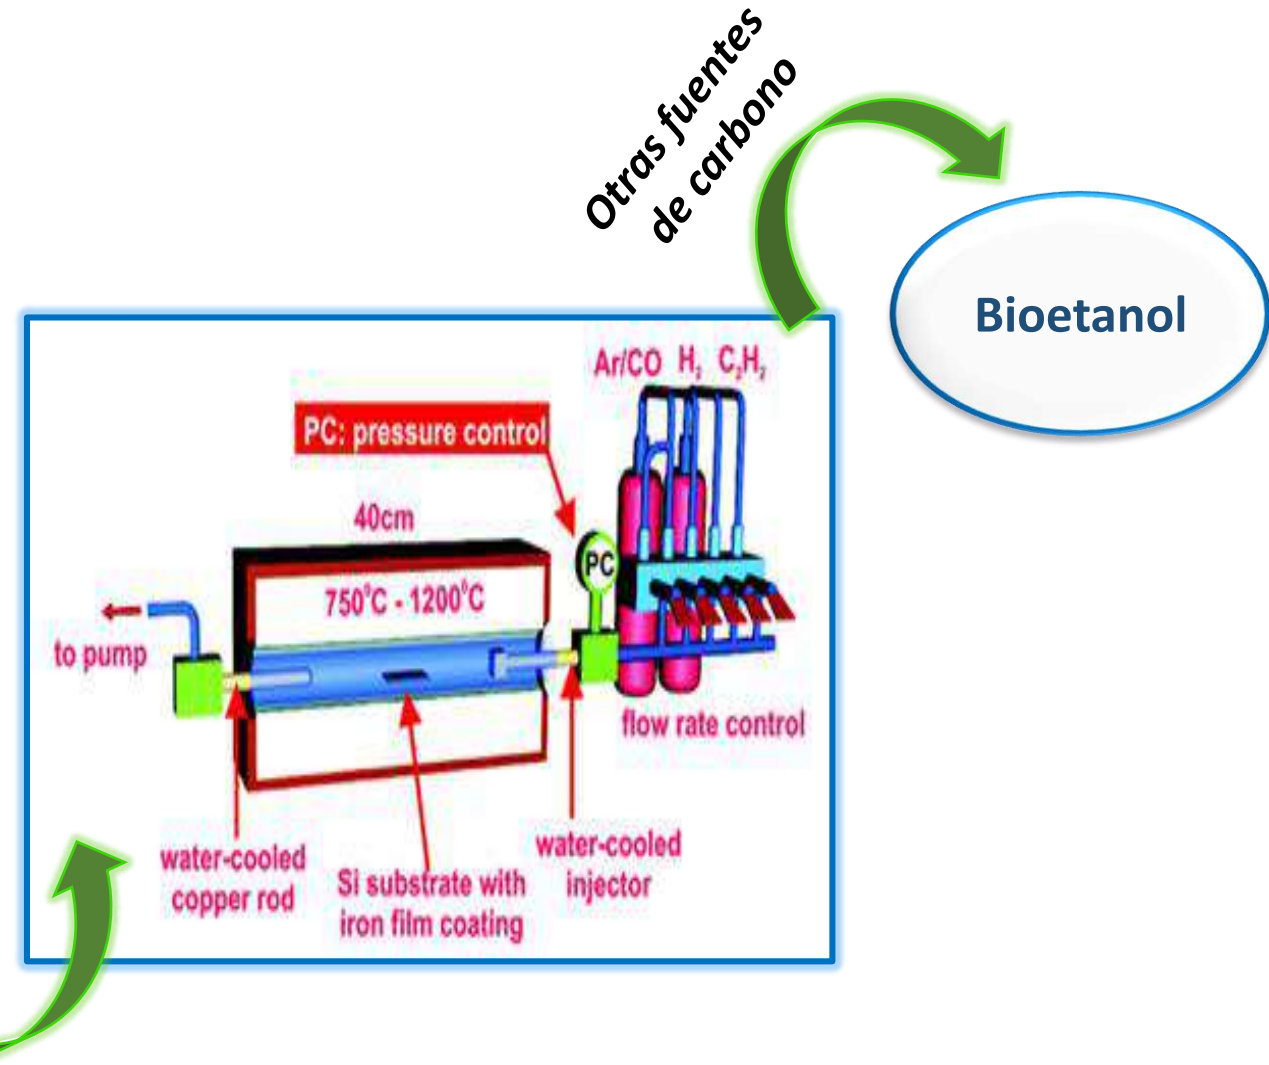 Otras fuentes
de carbono
Bioetanol
Ar/CO H₂ C₂H₂
PC: pressure control
40cm
PC
750°C - 1200°C
to pump
flow rate control
water-cooled
copper rod
Si substrate with
iron film coating
water-cooled
injector